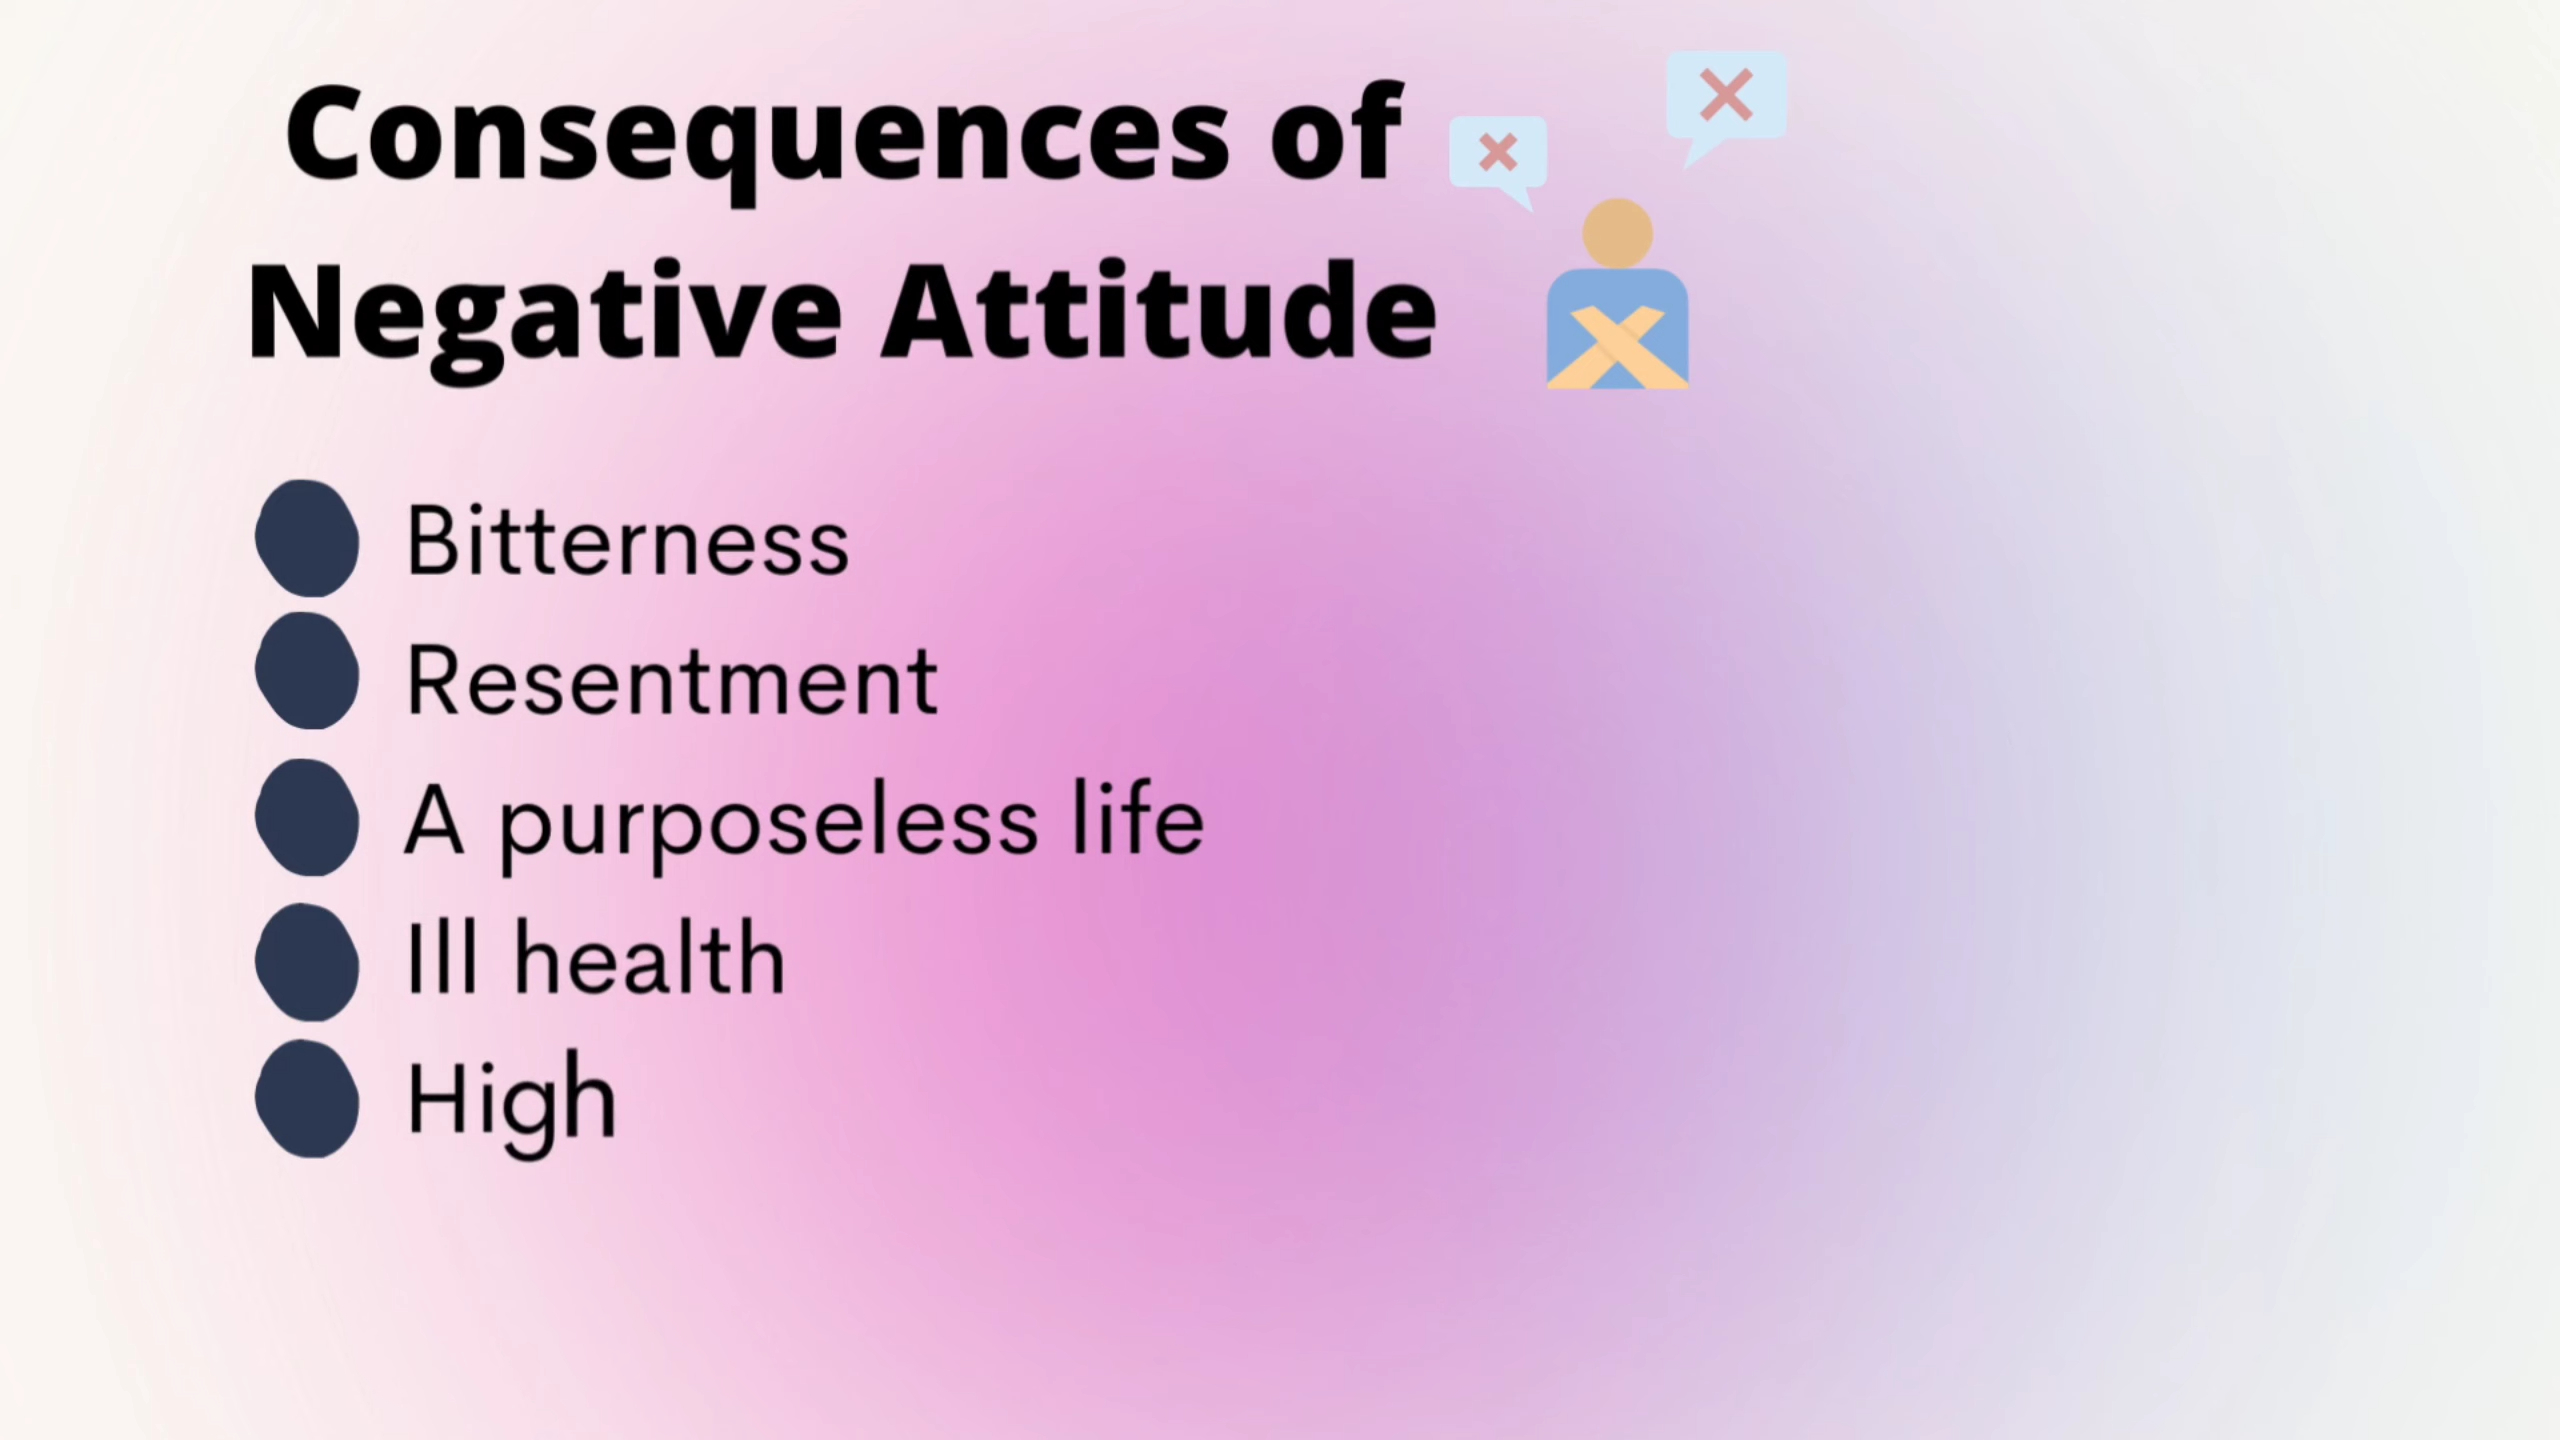 Consequences of
Negative Attitude
Bitterness
Resentment
A purposeless life
Ill health
High